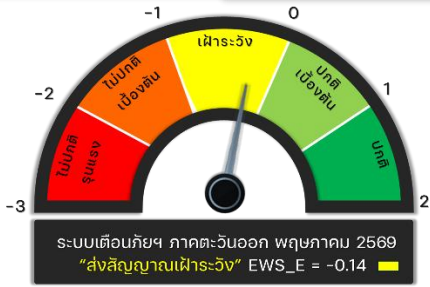 -3
-2
-1
0
1
2
ไม่ปกติ
รุนแรง
ไม่ปกติ
เบื้องต้น
เฝ้าระวัง
ปกติ
เบื้องต้น
ปกติ
ระบบเตือนภัยฯ ภาคตะวันออก พฤษภาคม 2569
“ส่งสัญญาณเฝ้าระวัง” EWS_E = -0.14